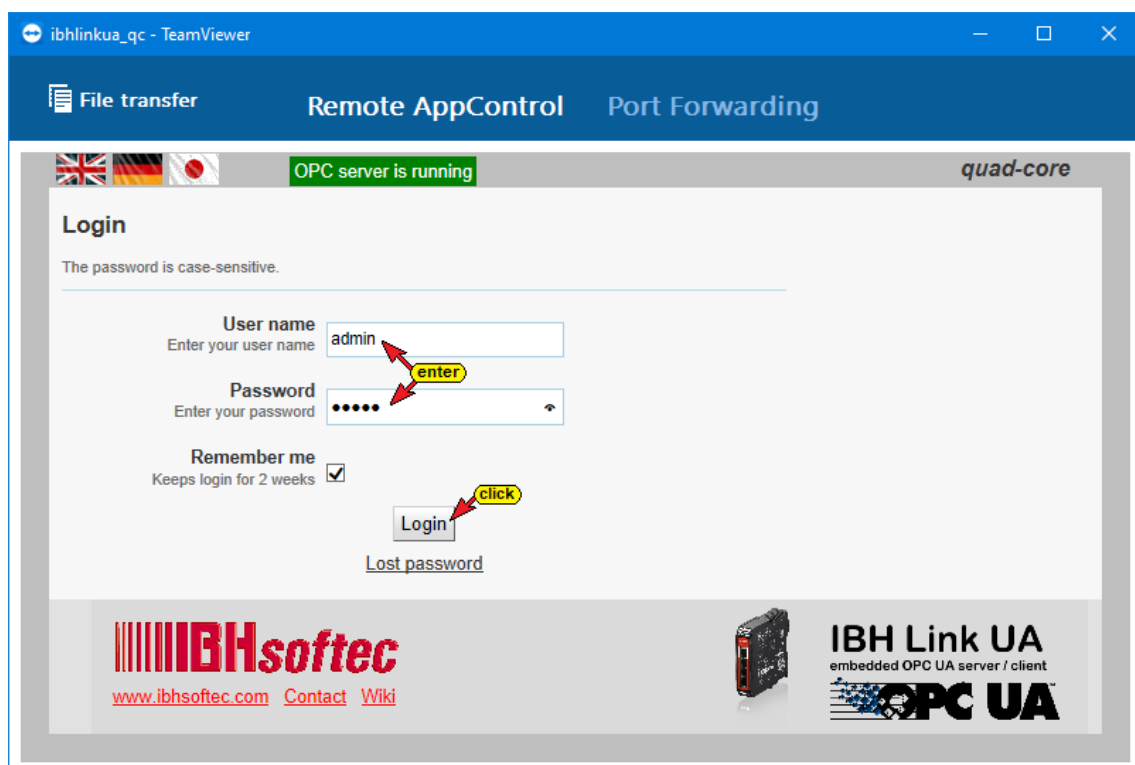 ibhlinkua_qc - TeamViewer
File transfer
Remote AppControl
Port Forwarding
OPC server is running
quad-core
Login
The password is case-sensitive.
User name
Enter your user name
admin
enter
Password
Enter your password
•••••
Remember me
Keeps login for 2 weeks
click
Login
Lost password
IBHsoftec
www.ibhsoftec.com Contact Wiki
IBH Link UA
embedded OPC UA server / client
OPC UA